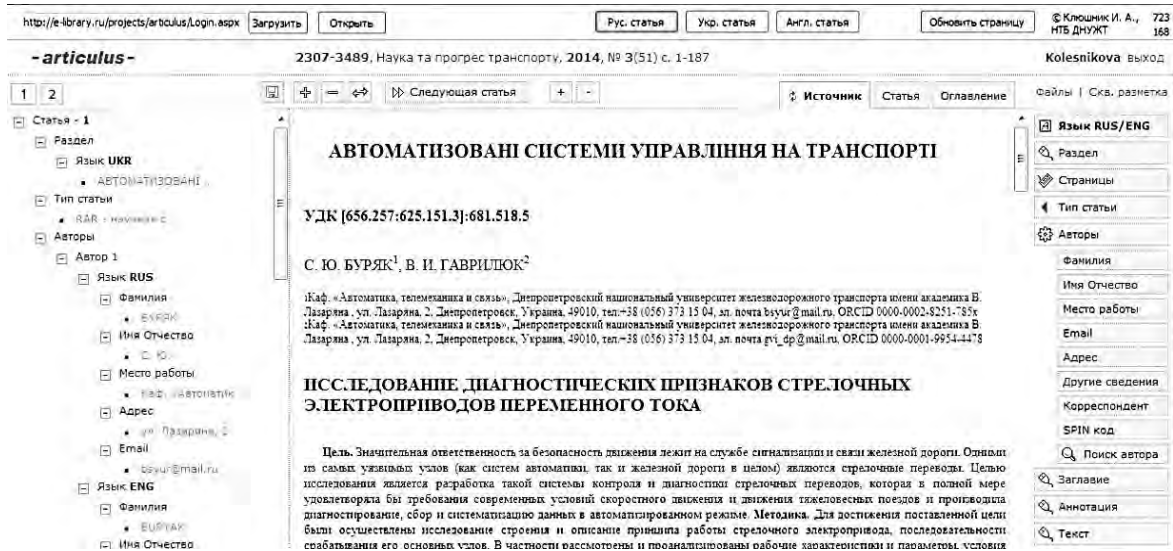 http://e-library.ru/projects/articulus/Login.aspx Загрузить Открыть Рус. статья Укр. статья Англ. статья Обновить страницу © Клюшник И. А., НТБ ДНУЖТ 723 168
-articulus- 2307-3489, Наука та прогрес транспорту, 2014, № 3(51) с. 1-187 Kolesnikova выход
1 2 Следующая статья + - Источник Статья Оглавление Файлы | Скв. разметка
Статья - 1
Раздел
Язык UKR
АВТОМАТИЗОВАНІ ..
Тип статьи
RAR - научная с
Авторы
Автор 1
Язык RUS
Фамилия
БУРЯК
Имя Отчество
С. Ю.
Место работы
Каф. «Автоматик
Адрес
ул. Лазаряна, 2
Email
bsyur@mail.ru
Язык ENG
Фамилия
BURYAK
Имя Отчество
АВТОМАТИЗОВАНІ СИСТЕМИ УПРАВЛІННЯ НА ТРАНСПОРТІ
УДК [656.257:625.151.3]:681.518.5
С. Ю. БУРЯК1, В. И. ГАВРИЛЮК2
1Каф. «Автоматика, телемеханика и связь», Днепропетровский национальный университет железнодорожного транспорта имени академика В.
Лазаряна , ул. Лазаряна, 2, Днепропетровск, Украина, 49010, тел.+38 (056) 373 15 04, эл. почта bsyur@mail.ru, ORCID 0000-0002-8251-785x
2Каф. «Автоматика, телемеханика и связь», Днепропетровский национальный университет железнодорожного транспорта имени академика В.
Лазаряна , ул. Лазаряна, 2, Днепропетровск, Украина, 49010, тел.+38 (056) 373 15 04, эл. почта gvi_dp@mail.ru, ORCID 0000-0001-9954-4478
ИССЛЕДОВАНИЕ ДИАГНОСТИЧЕСКИХ ПРИЗНАКОВ СТРЕЛОЧНЫХ
ЭЛЕКТРОПРИВОДОВ ПЕРЕМЕННОГО ТОКА
Цель. Значительная ответственность за безопасность движения лежит на службе сигнализации и связи железной дороги. Одними
из самых уязвимых узлов (как систем автоматики, так и железной дороги в целом) являются стрелочные переводы. Целью
исследования является разработка такой системы контроля и диагностики стрелочных переводов, которая в полной мере
удовлетворяла бы требования современных условий скоростного движения и движения тяжеловесных поездов и производила
диагностирование, сбор и систематизацию данных в автоматизированном режиме. Методика. Для достижения поставленной цели
были осуществлены исследование строения и описание принципа работы стрелочного электропривода, последовательности
срабатывания его основных узлов. В частности рассмотрены и проанализированы рабочие характеристики и параметры, условия
Язык RUS/ENG
Раздел
Страницы
Тип статьи
Авторы
Фамилия
Имя Отчество
Место работы
Email
Адрес
Другие сведения
Корреспондент
SPIN код
Поиск автора
Заглавие
Аннотация
Текст